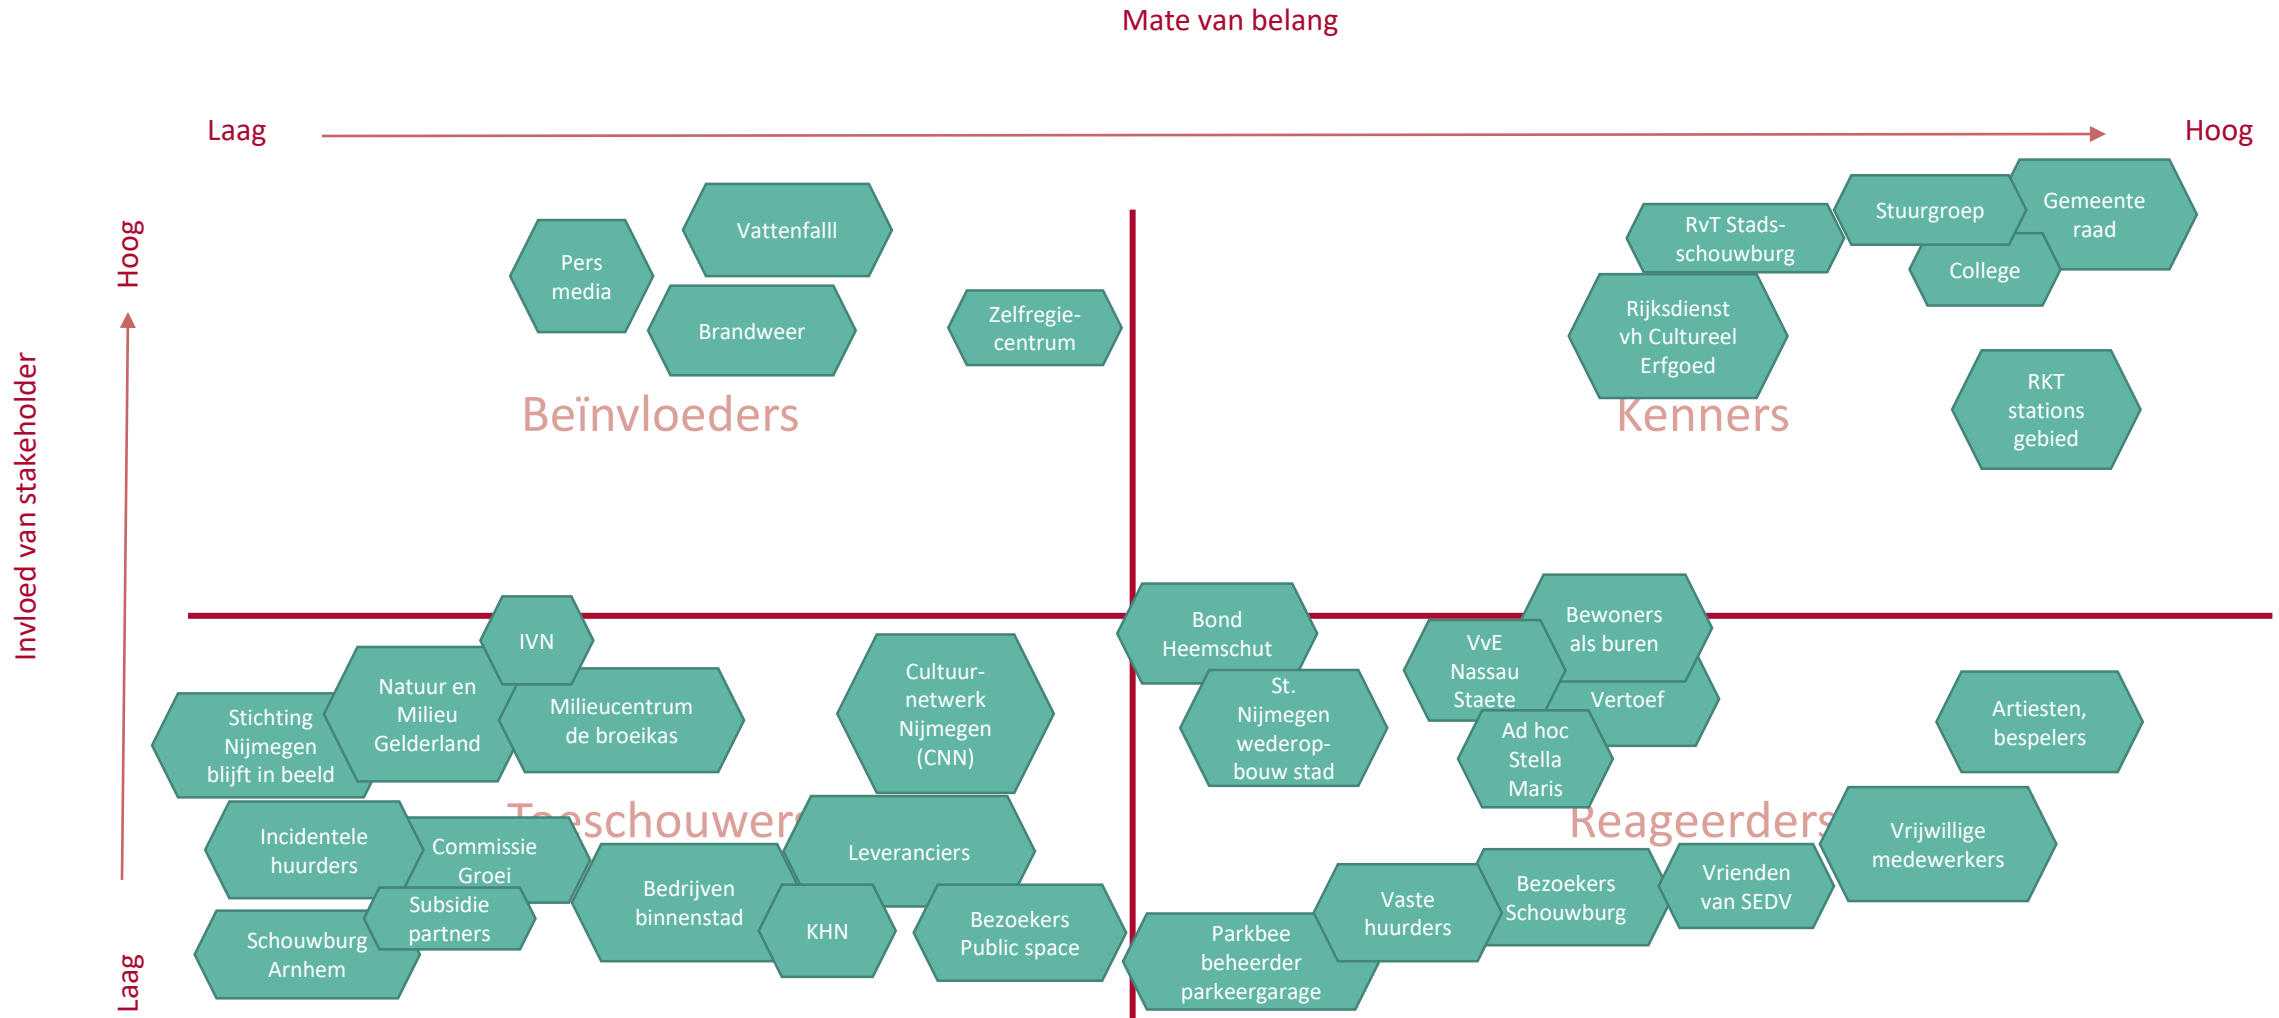 Mate van belang
Laag
Hoog
Hoog
Invloed van stakeholder
Laag
Pers
media
Vattenfalll
Brandweer
Zelfregie-
centrum
Beïnvloeders
RvT Stads-
schouwburg
Stuurgroep
Gemeente
raad
College
Rijksdienst
vh Cultureel
Erfgoed
RKT
stations
gebied
Kenners
IVN
Natuur en
Milieu
Gelderland
Stichting
Nijmegen
blijft in beeld
Milieucentrum
de broeikas
Cultuur-
netwerk
Nijmegen
(CNN)
Toeschouwers
Incidentele
huurders
Commissie
Groei
Subsidie
partners
Schouwburg
Arnhem
Bedrijven
binnenstad
Leveranciers
KHN
Bezoekers
Public space
Bond
Heemschut
St.
Nijmegen
wederop-
bouw stad
VvE
Nassau
Staete
Bewoners
als buren
Vertoef
Ad hoc
Stella
Maris
Artiesten,
bespelers
Reageerders
Vrijwillige
medewerkers
Vrienden
van SEDV
Bezoekers
Schouwburg
Vaste
huurders
Parkbee
beheerder
parkeergarage